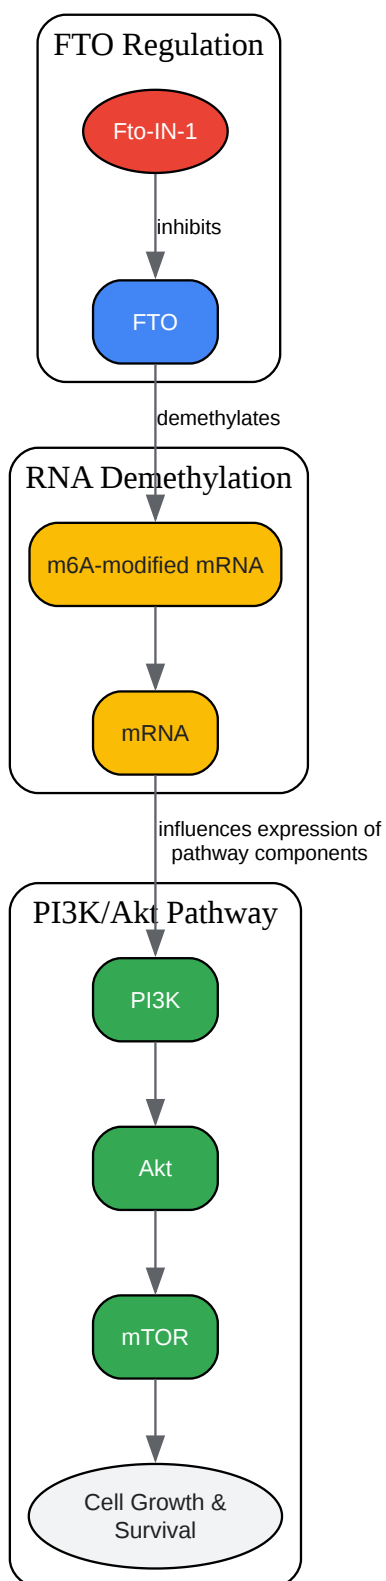 FTO Regulation
Fto-IN-1
inhibits
FTO
demethylates
RNA Demethylation
m6A-modified mRNA
mRNA
influences expression of
pathway components
PI3K/Akt Pathway
PI3K
Akt
mTOR
Cell Growth &
Survival